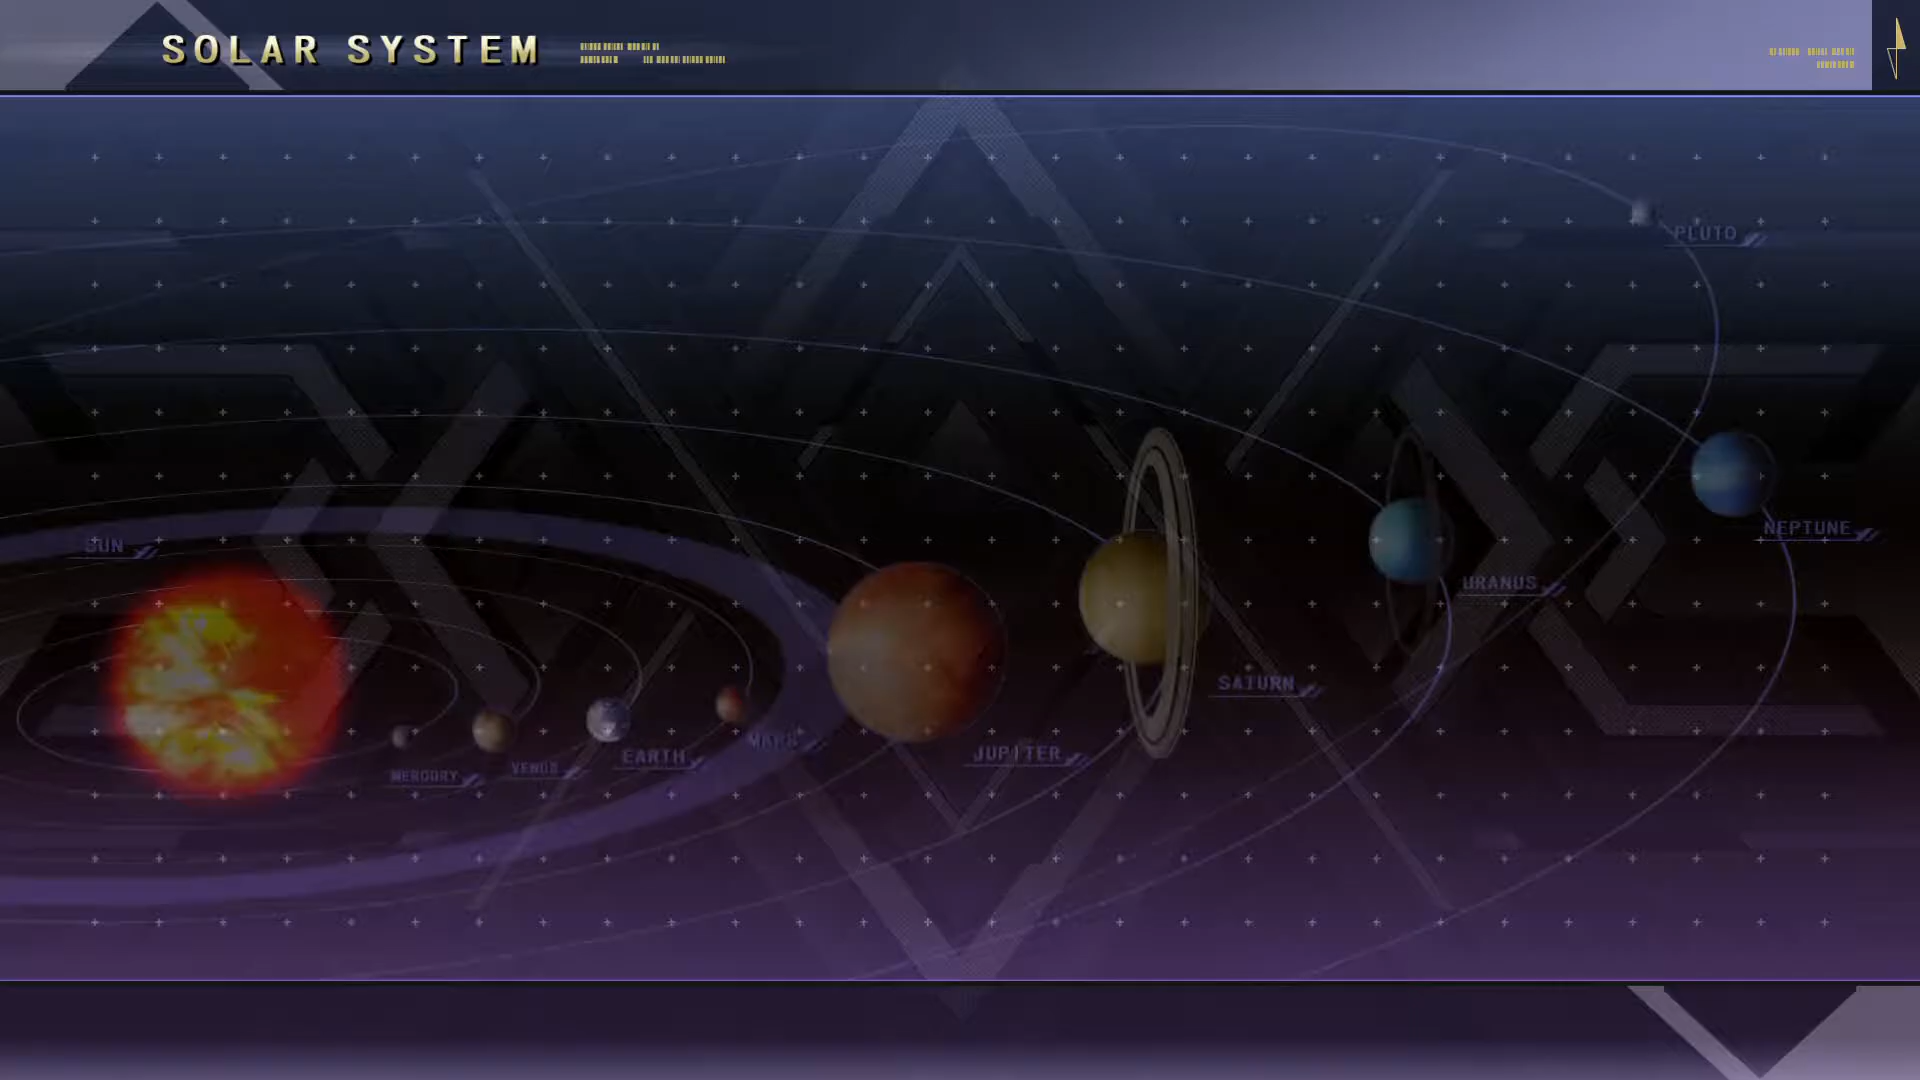 SOLAR SYSTEM
PLUTO
NEPTUNE
SUN
URANUS
SATURN
MARS
JUPITER
EARTH
VENUS
MERCURY